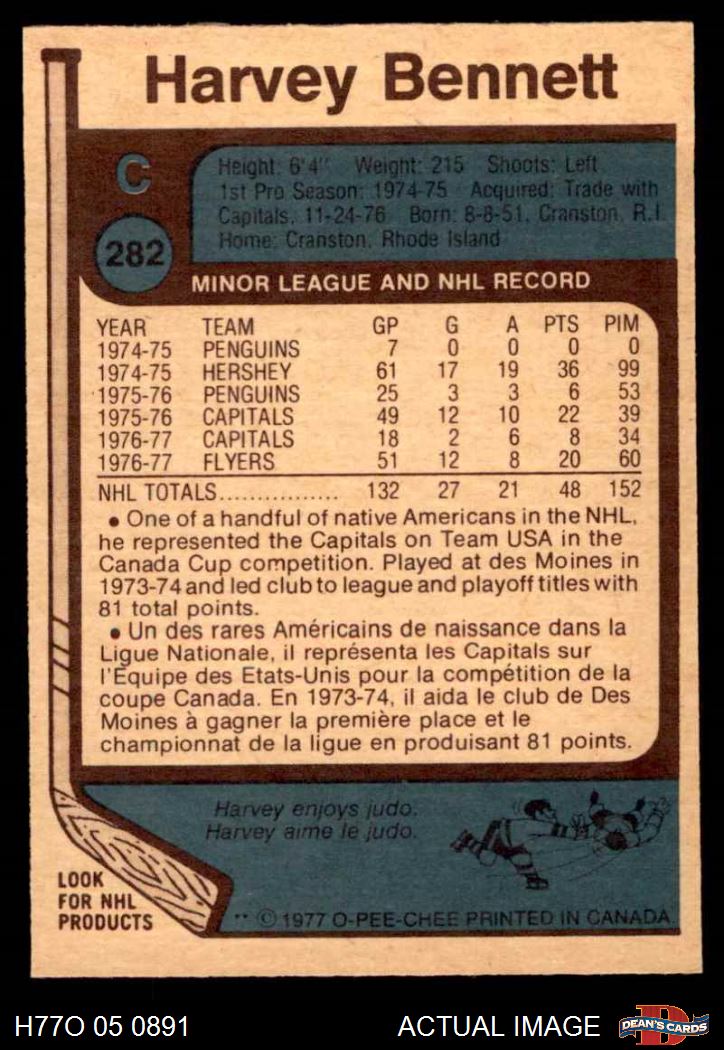 Harvey Bennett
C
Height: 6'4" Weight: 215 Shoots: Left
1st Pro Season: 1974-75 Acquired: Trade with
Capitals, 11-24-76 Born: 8-8-51, Cranston, R.I.
Home: Cranston, Rhode Island
282
MINOR LEAGUE AND NHL RECORD
YEAR TEAM GP G A PTS PIM
1974-75 PENGUINS 7 0 0 0 0
1974-75 HERSHEY 61 17 19 36 99
1975-76 PENGUINS 25 3 3 6 53
1975-76 CAPITALS 49 12 10 22 39
1976-77 CAPITALS 18 2 6 8 34
1976-77 FLYERS 51 12 8 20 60
NHL TOTALS................ 132 27 21 48 152
• One of a handful of native Americans in the NHL,
he represented the Capitals on Team USA in the
Canada Cup competition. Played at des Moines in
1973-74 and led club to league and playoff titles with
81 total points.
• Un des rares Américains de naissance dans la
Ligue Nationale, il représenta les Capitals sur
l'Equipe des Etats-Unis pour la compétition de la
coupe Canada. En 1973-74, il aida le club de Des
Moines à gagner la première place et le
championnat de la ligue en produisant 81 points.
Harvey enjoys judo.
Harvey aime le judo.
LOOK
FOR NHL
PRODUCTS
** © 1977 O-PEE-CHEE PRINTED IN CANADA
H77O 05 0891 ACTUAL IMAGE
D
DEAN'S CARDS